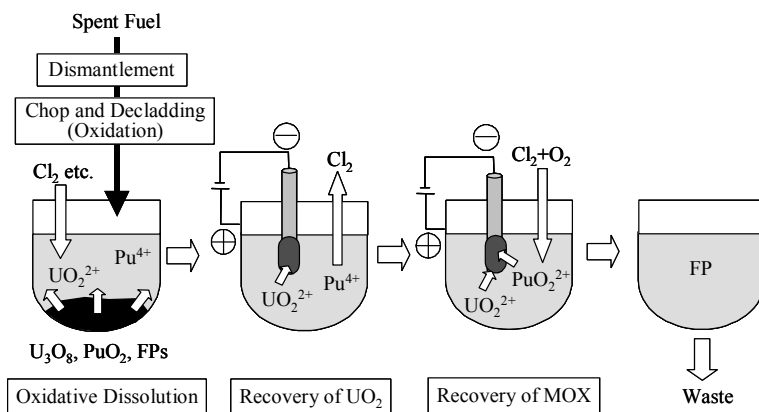 Spent Fuel
Dismantlement
Chop and Decladding
(Oxidation)
Cl₂ etc.
UO₂²⁺
Pu⁴⁺
U₃O₈, PuO₂, FPs
Oxidative Dissolution
−
Cl₂
+
UO₂²⁺
Pu⁴⁺
Recovery of UO₂
−
Cl₂+O₂
+
PuO₂²⁺
UO₂²⁺
Recovery of MOX
FP
Waste